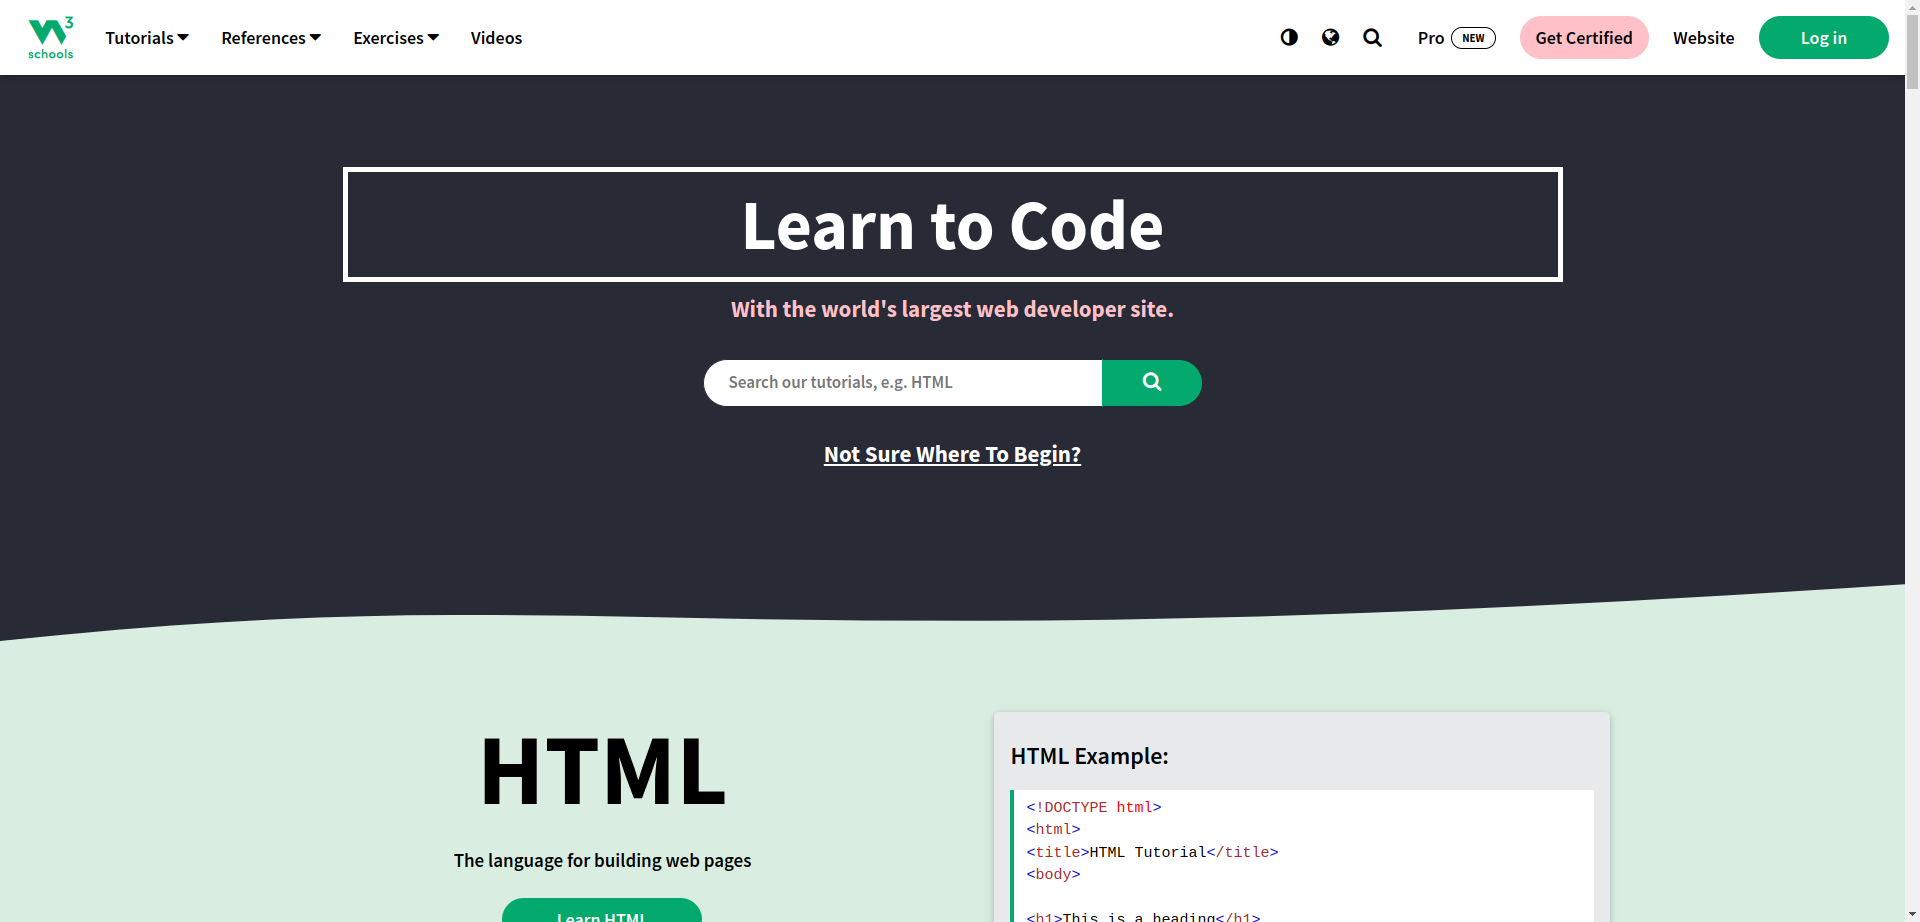 3
schools
Tutorials References Exercises Videos
Pro NEW Get Certified Website Log in
Learn to Code
With the world's largest web developer site.
Search our tutorials, e.g. HTML
Not Sure Where To Begin?
HTML
The language for building web pages
Learn HTML
HTML Example:
<!DOCTYPE html>
<html>
<title>HTML Tutorial</title>
<body>
<h1>This is a heading</h1>